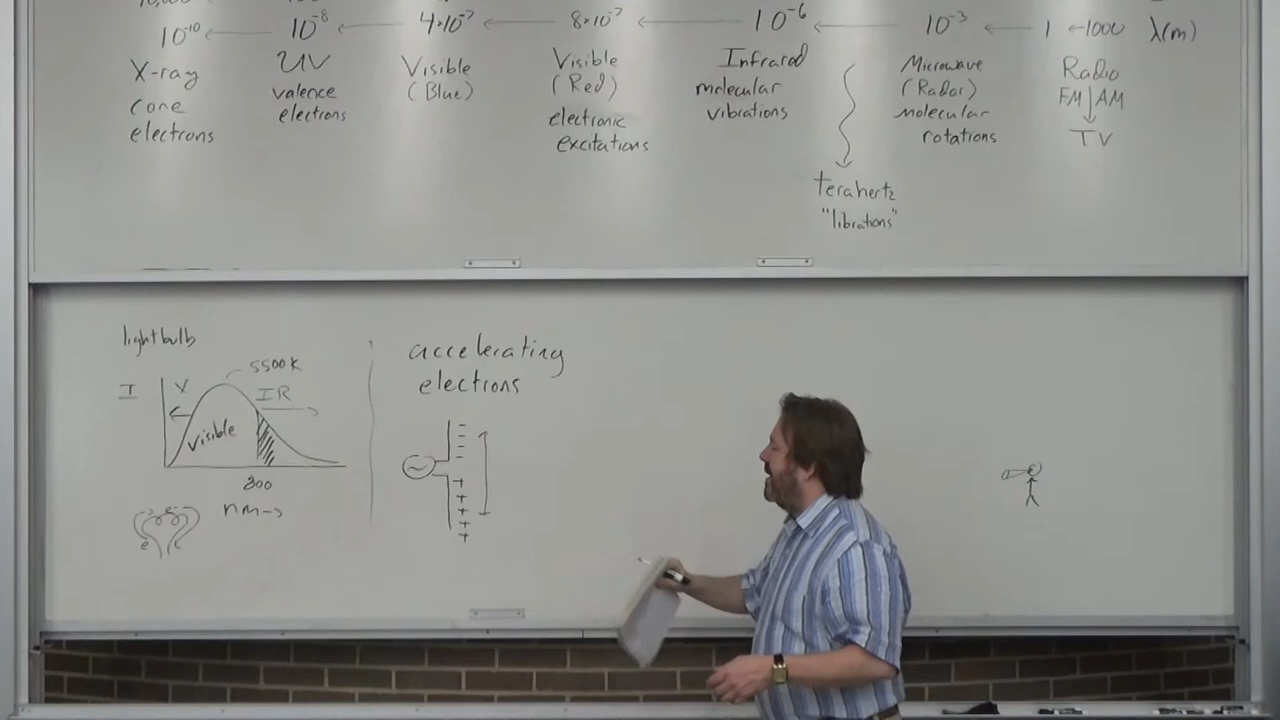 10,000
10⁻¹⁰ ← 10⁻⁸ ← 4×10⁻⁷ ← 8×10⁻⁷ ← 10⁻⁶ ← 10⁻³ ← 1 ←1000 λ(m)
X-ray
core
electrons
UV
valence
electrons
Visible
(Blue)
Visible
(Red)
electronic
excitations
Infrared
molecular
vibrations
terahertz
"librations"
Microwave
(Radar)
molecular
rotations
Radio
FM AM
TV
lightbulb
5500K
I
IR
visible
800
nm→
accelerating
electrons
~
- - - -
+ + + + +